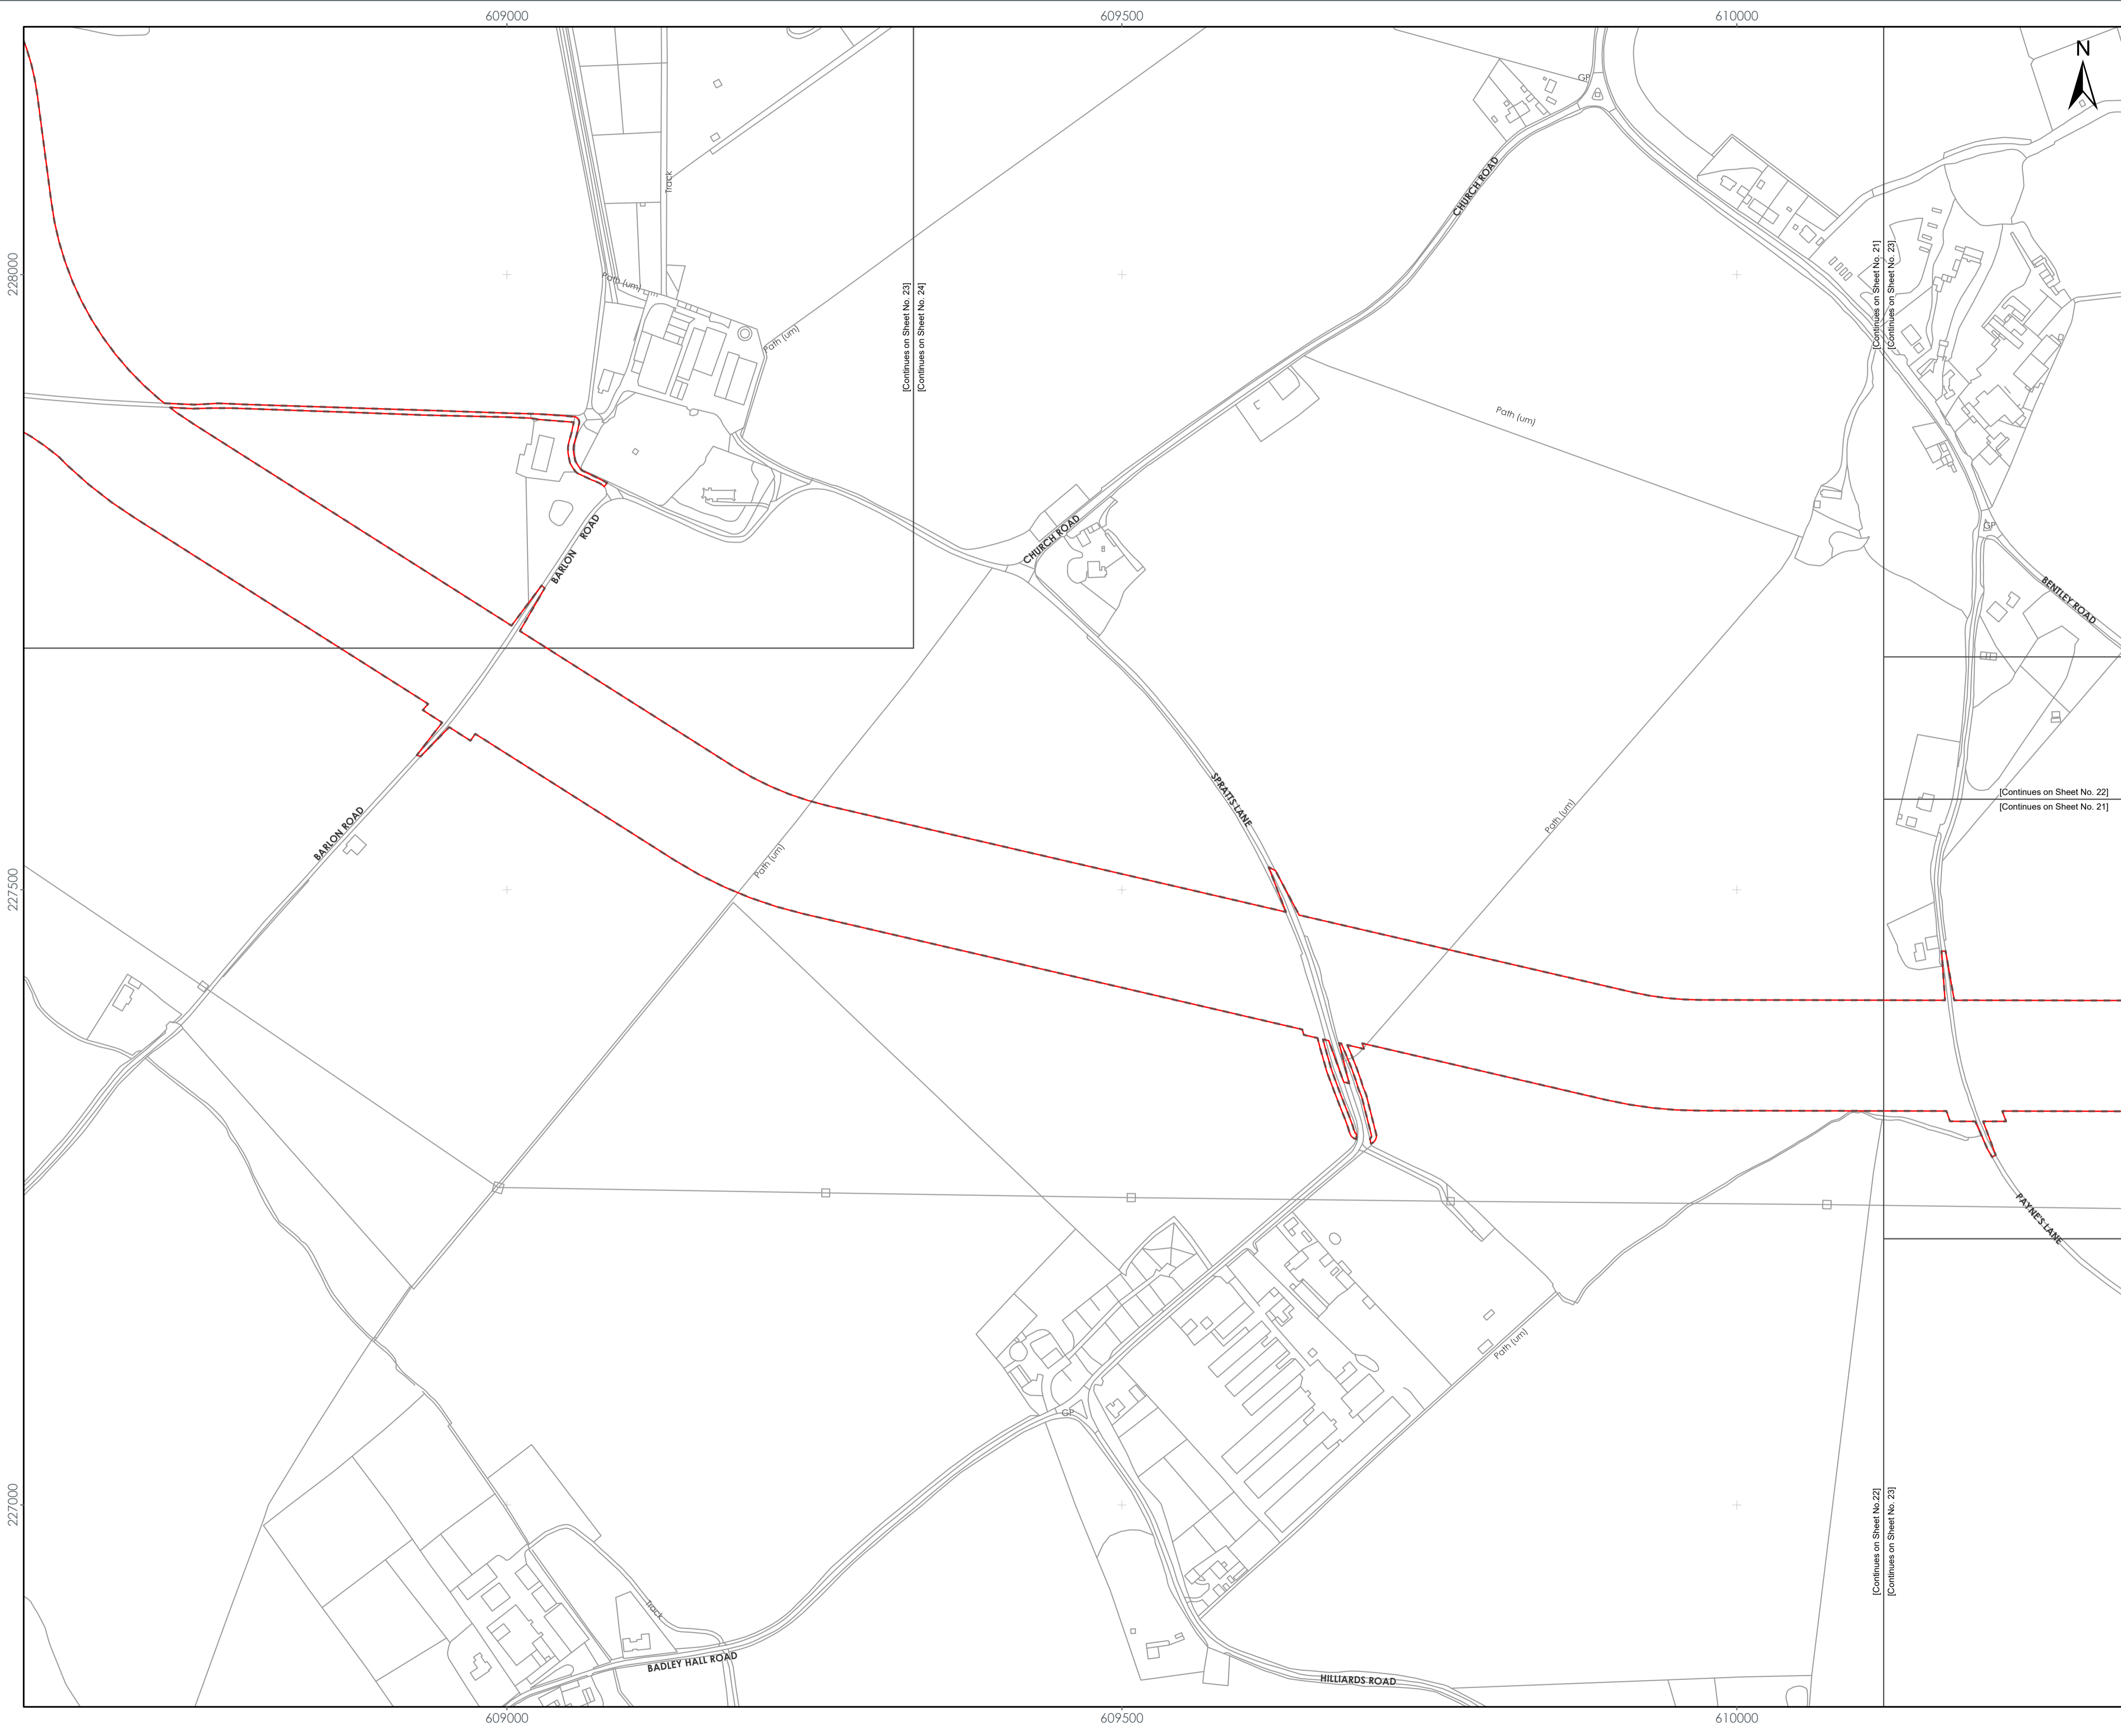 609000
609500
610000
N
GP
CHURCH ROAD
Track
228000
Path (um)
Path (um)
[Continues on Sheet No. 23]
[Continues on Sheet No. 24]
[Continues on Sheet No. 21]
[Continues on Sheet No. 23]
Path (um)
BARLON ROAD
CHURCH ROAD
GP
BENTLEY ROAD
SPRATTS LANE
[Continues on Sheet No. 22]
[Continues on Sheet No. 21]
BARLON ROAD
Path (um)
Path (um)
227500
PAYNE'S LANE
Path (um)
GP
227000
[Continues on Sheet No.22]
[Continues on Sheet No. 23]
Track
BADLEY HALL ROAD
HILLIARDS ROAD
609000
609500
610000